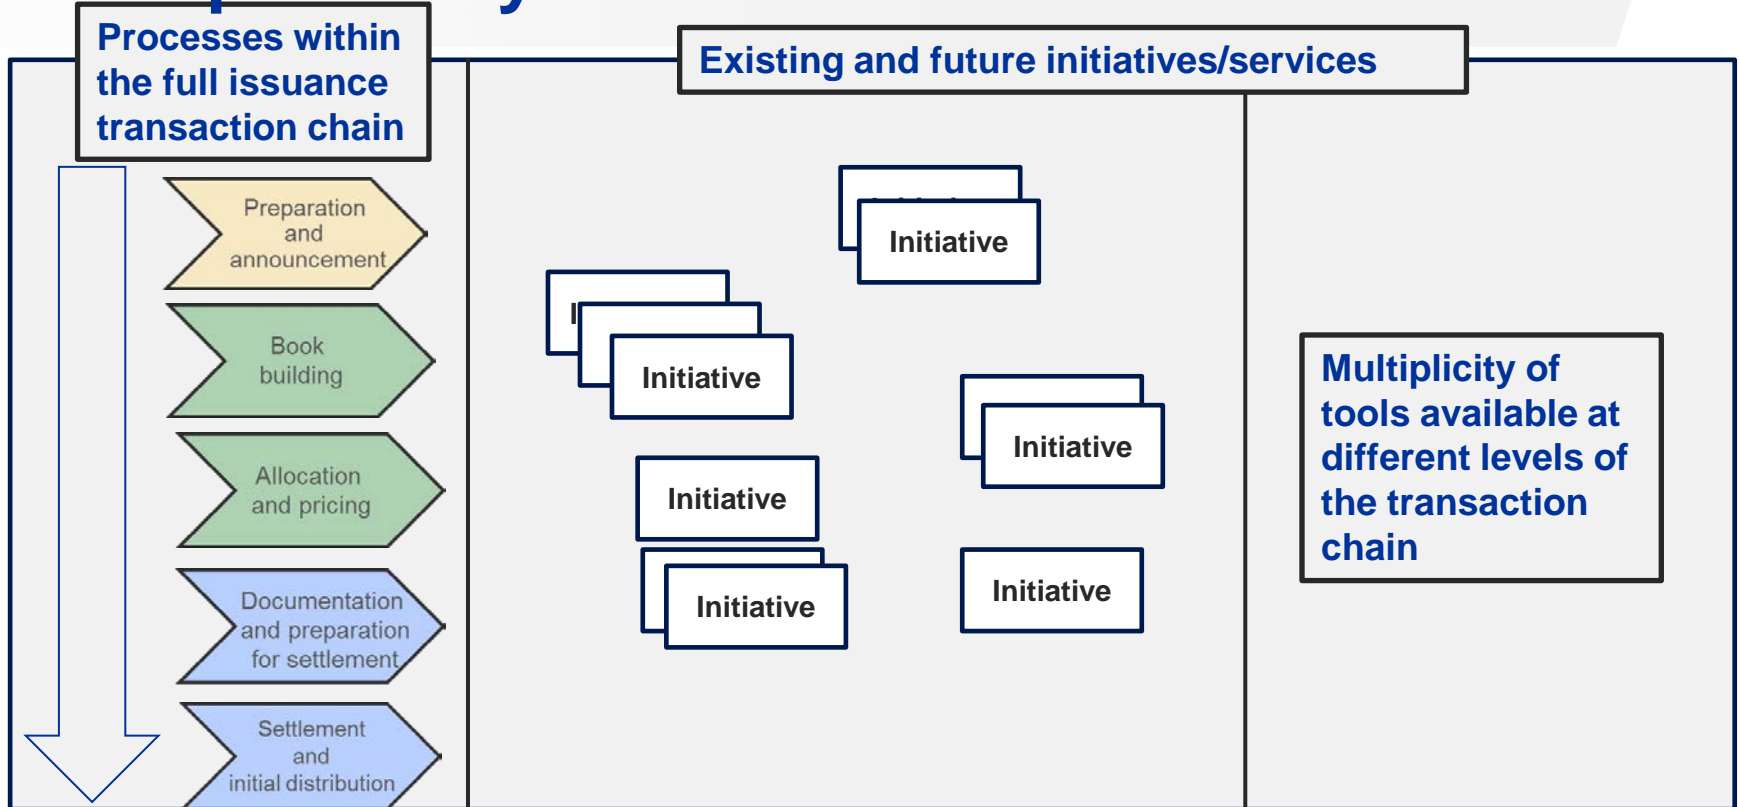 Processes within
the full issuance
transaction chain
Existing and future initiatives/services
Preparation
and
announcement
Book
building
Allocation
and pricing
Documentation
and preparation
for settlement
Settlement
and
initial distribution
Initiative
Initiative
Initiative
Initiative
Initiative
Initiative
Multiplicity of
tools available at
different levels of
the transaction
chain